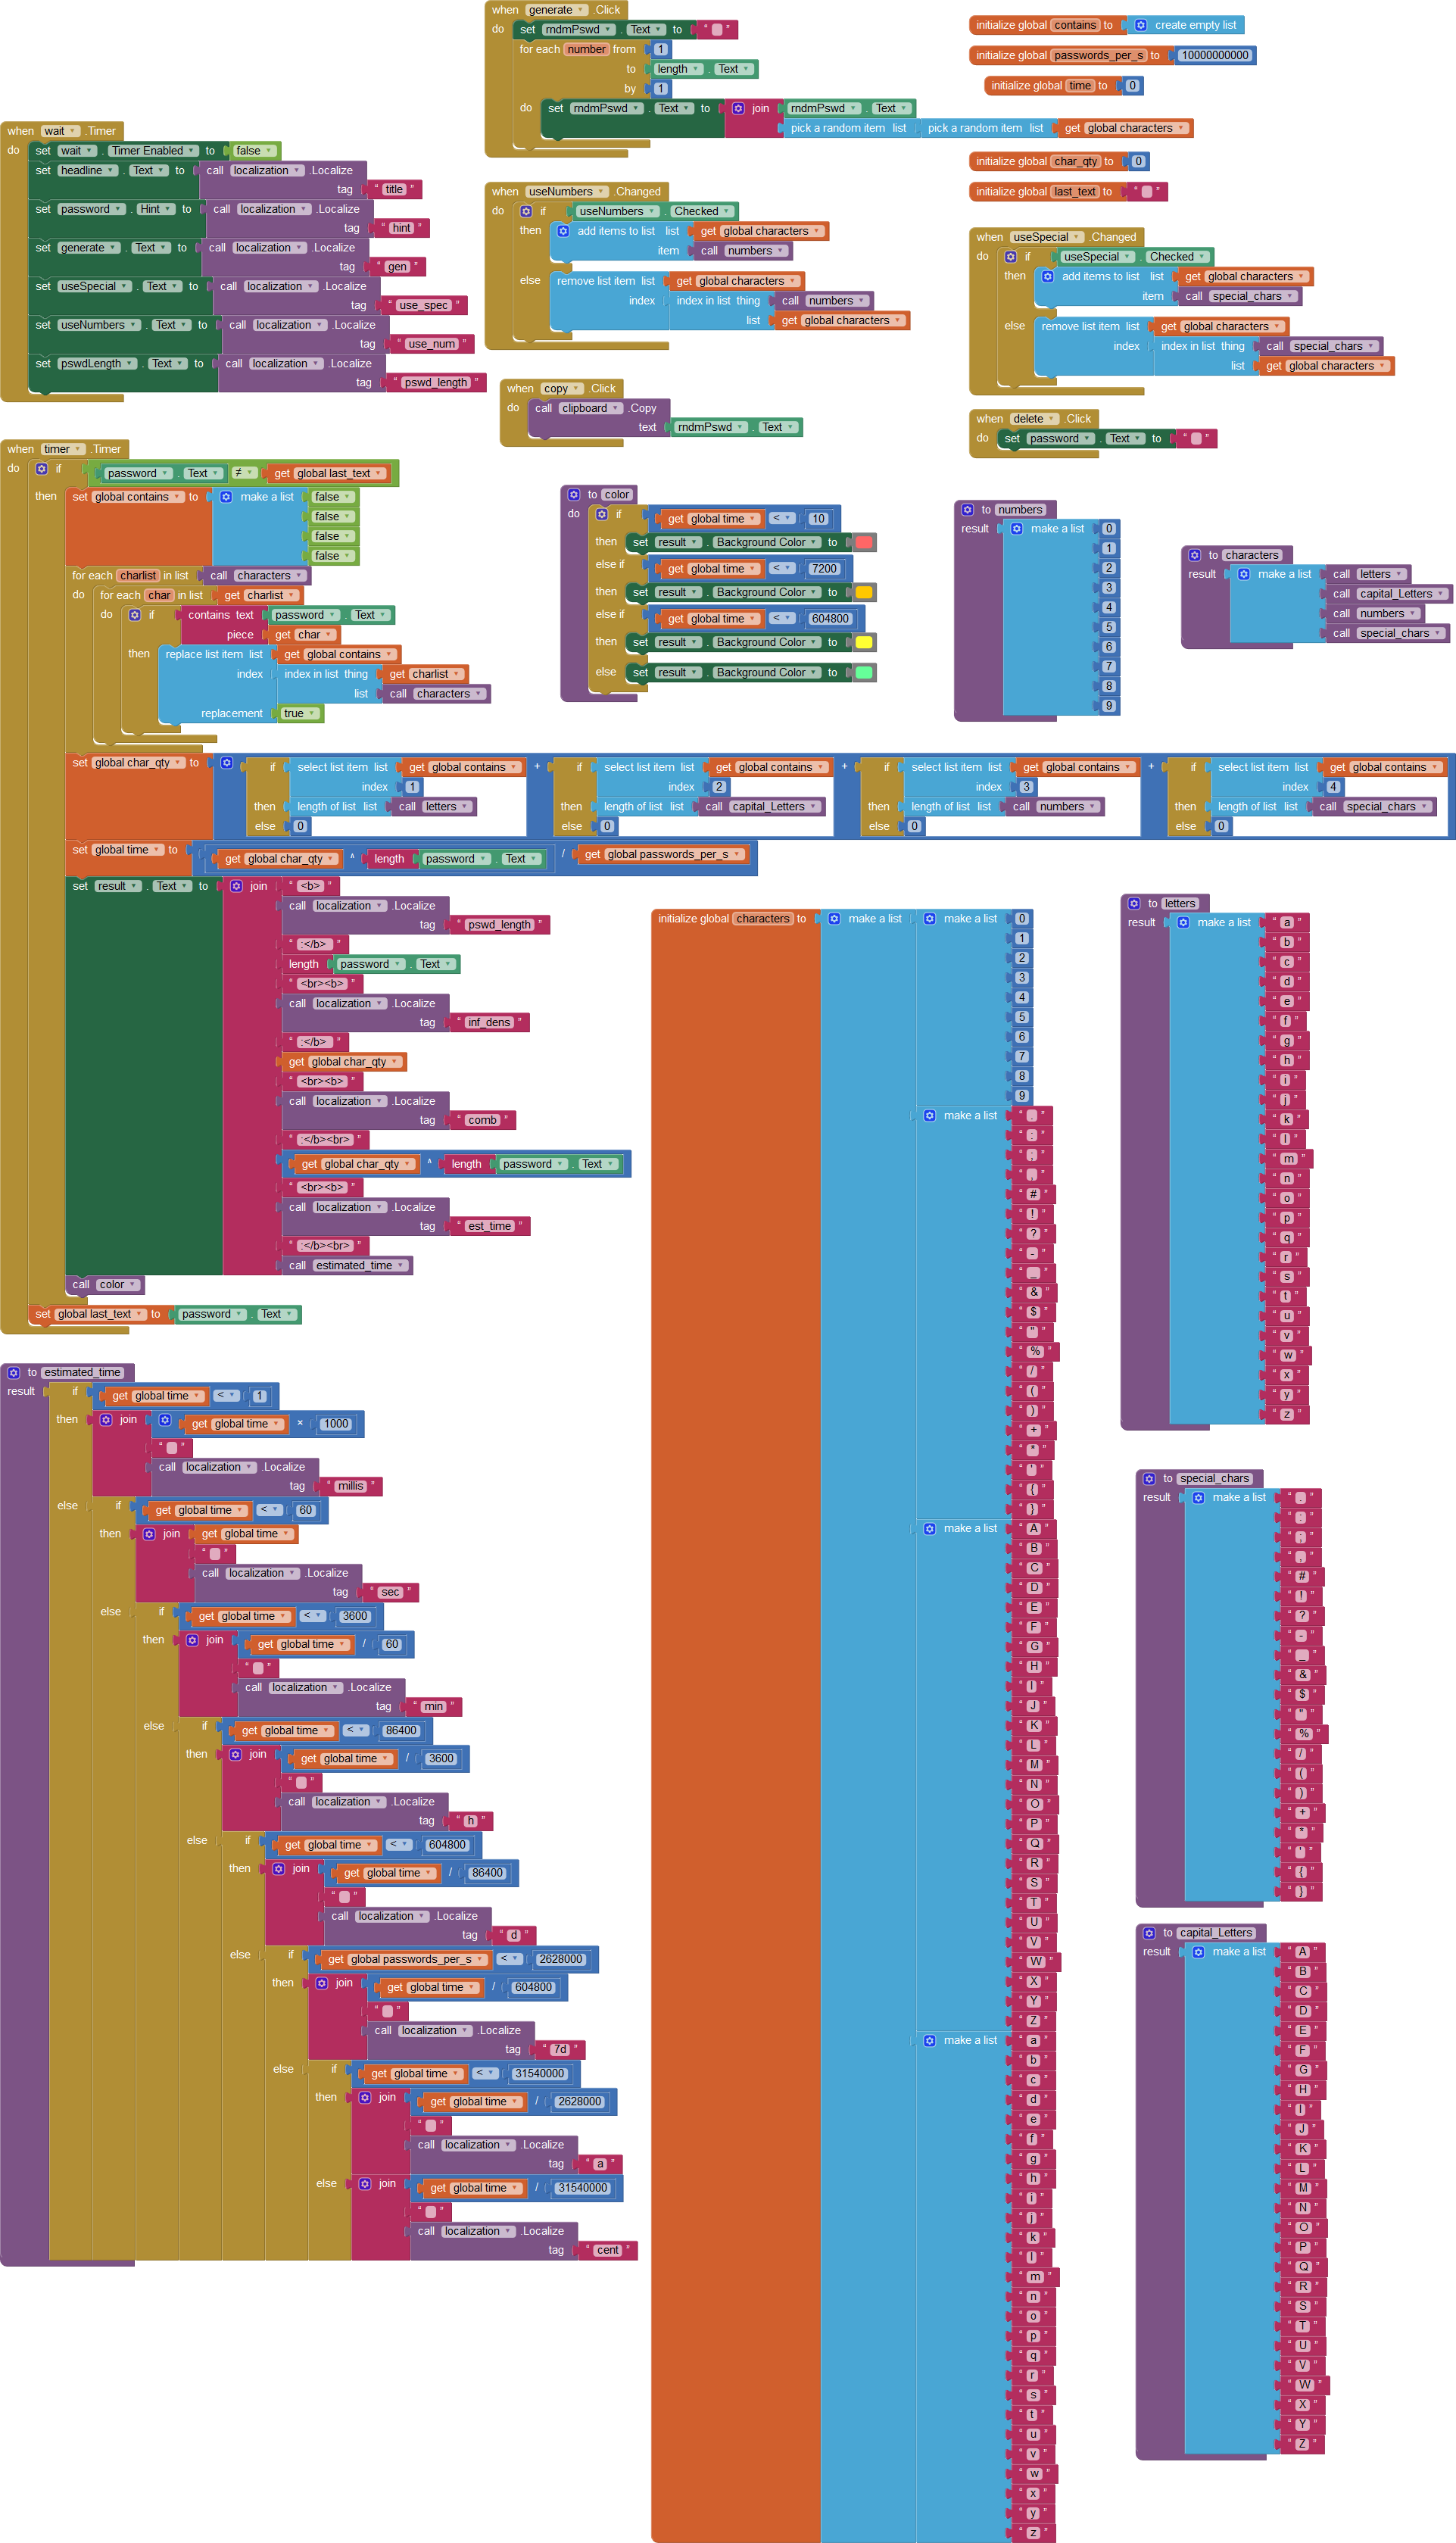 when generate .Click
do set rndmPswd . Text to " "
for each number from 1
to length . Text
by 1
do set rndmPswd . Text to join rndmPswd . Text
pick a random item list pick a random item list get global characters
initialize global contains to create empty list
initialize global passwords_per_s to 10000000000
initialize global time to 0
initialize global char_qty to 0
initialize global last_text to " "
when wait .Timer
do set wait . Timer Enabled to false
set headline . Text to call localization .Localize
tag " title "
set password . Hint to call localization .Localize
tag " hint "
set generate . Text to call localization .Localize
tag " gen "
set useSpecial . Text to call localization .Localize
tag " use_spec "
set useNumbers . Text to call localization .Localize
tag " use_num "
set pswdLength . Text to call localization .Localize
tag " pswd_length "
when useNumbers .Changed
do if useNumbers . Checked
then add items to list list get global characters
item call numbers
else remove list item list get global characters
index index in list thing call numbers
list get global characters
when useSpecial .Changed
do if useSpecial . Checked
then add items to list list get global characters
item call special_chars
else remove list item list get global characters
index index in list thing call special_chars
list get global characters
when copy .Click
do call clipboard .Copy
text rndmPswd . Text
when delete .Click
do set password . Text to " "
when timer .Timer
do if password . Text ≠ get global last_text
then set global contains to make a list false
false
false
false
for each charlist in list call characters
do for each char in list get charlist
do if contains text password . Text
piece get char
then replace list item list get global contains
index index in list thing get charlist
list call characters
replacement true
set global char_qty to if select list item list get global contains + if select list item list get global contains + if select list item list get global contains + if select list item list get global contains
index 1 index 2 index 3 index 4
then length of list list call letters then length of list list call capital_Letters then length of list list call numbers then length of list list call special_chars
else 0 else 0 else 0 else 0
set global time to get global char_qty ^ length password . Text / get global passwords_per_s
set result . Text to join " <b> "
call localization .Localize
tag " pswd_length "
" :</b> "
length password . Text
" <br><b> "
call localization .Localize
tag " inf_dens "
" :</b> "
get global char_qty
" <br><b> "
call localization .Localize
tag " comb "
" :</b><br> "
get global char_qty ^ length password . Text
" <br><b> "
call localization .Localize
tag " est_time "
" :</b><br> "
call estimated_time
call color
set global last_text to password . Text
to color
do if get global time < 10
then set result . Background Color to
else if get global time < 7200
then set result . Background Color to
else if get global time < 604800
then set result . Background Color to
else set result . Background Color to
to numbers
result make a list 0
1
2
3
4
5
6
7
8
9
to characters
result make a list call letters
call capital_Letters
call numbers
call special_chars
to estimated_time
result if get global time < 1
then join get global time × 1000
" "
call localization .Localize
tag " millis "
else if get global time < 60
then join get global time
" "
call localization .Localize
tag " sec "
else if get global time < 3600
then join get global time / 60
" "
call localization .Localize
tag " min "
else if get global time < 86400
then join get global time / 3600
" "
call localization .Localize
tag " h "
else if get global time < 604800
then join get global time / 86400
" "
call localization .Localize
tag " d "
else if get global passwords_per_s < 2628000
then join get global time / 604800
" "
call localization .Localize
tag " 7d "
else if get global time < 31540000
then join get global time / 2628000
" "
call localization .Localize
tag " a "
else join get global time / 31540000
" "
call localization .Localize
tag " cent "
initialize global characters to make a list make a list 0
1
2
3
4
5
6
7
8
9
make a list " . "
" : "
" ; "
" , "
" # "
" ! "
" ? "
" - "
" _ "
" & "
" $ "
" " "
" % "
" / "
" ( "
" ) "
" + "
" * "
" ' "
" { "
" } "
make a list " A "
" B "
" C "
" D "
" E "
" F "
" G "
" H "
" I "
" J "
" K "
" L "
" M "
" N "
" O "
" P "
" Q "
" R "
" S "
" T "
" U "
" V "
" W "
" X "
" Y "
" Z "
make a list " a "
" b "
" c "
" d "
" e "
" f "
" g "
" h "
" i "
" j "
" k "
" l "
" m "
" n "
" o "
" p "
" q "
" r "
" s "
" t "
" u "
" v "
" w "
" x "
" y "
" z "
to letters
result make a list " a "
" b "
" c "
" d "
" e "
" f "
" g "
" h "
" i "
" j "
" k "
" l "
" m "
" n "
" o "
" p "
" q "
" r "
" s "
" t "
" u "
" v "
" w "
" x "
" y "
" z "
to special_chars
result make a list " . "
" : "
" ; "
" , "
" # "
" ! "
" ? "
" - "
" _ "
" & "
" $ "
" " "
" % "
" / "
" ( "
" ) "
" + "
" * "
" ' "
" { "
" } "
to capital_Letters
result make a list " A "
" B "
" C "
" D "
" E "
" F "
" G "
" H "
" I "
" J "
" K "
" L "
" M "
" N "
" O "
" P "
" Q "
" R "
" S "
" T "
" U "
" V "
" W "
" X "
" Y "
" Z "